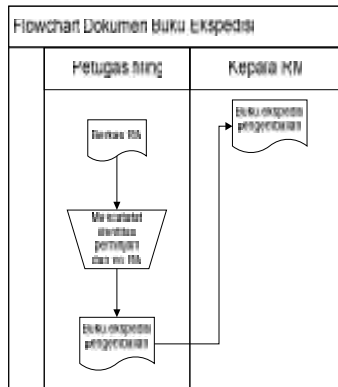 Flowchart Dokumen Buku Ekspedisi
Petugas filing
Kepala RM
Berkas RM
Buku ekspedisi
pengembalian
Mencatat
identitas
peminjam
dan no RM
Buku ekspedisi
pengembalian